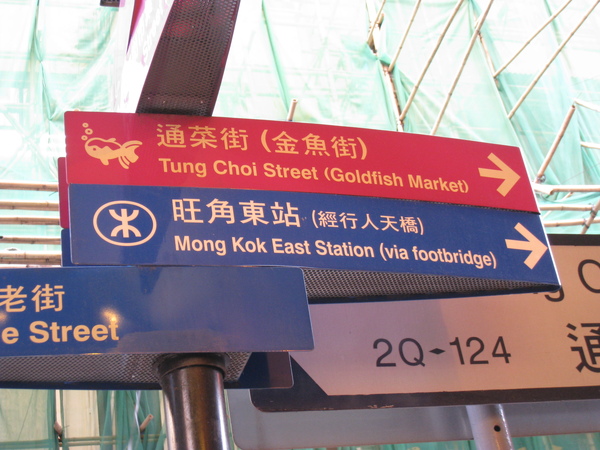 通菜街 (金魚街)
Tung Choi Street (Goldfish Market)
旺角東站 (經行人天橋)
Mong Kok East Station (via footbridge)
老街
e Street
2Q 124
通